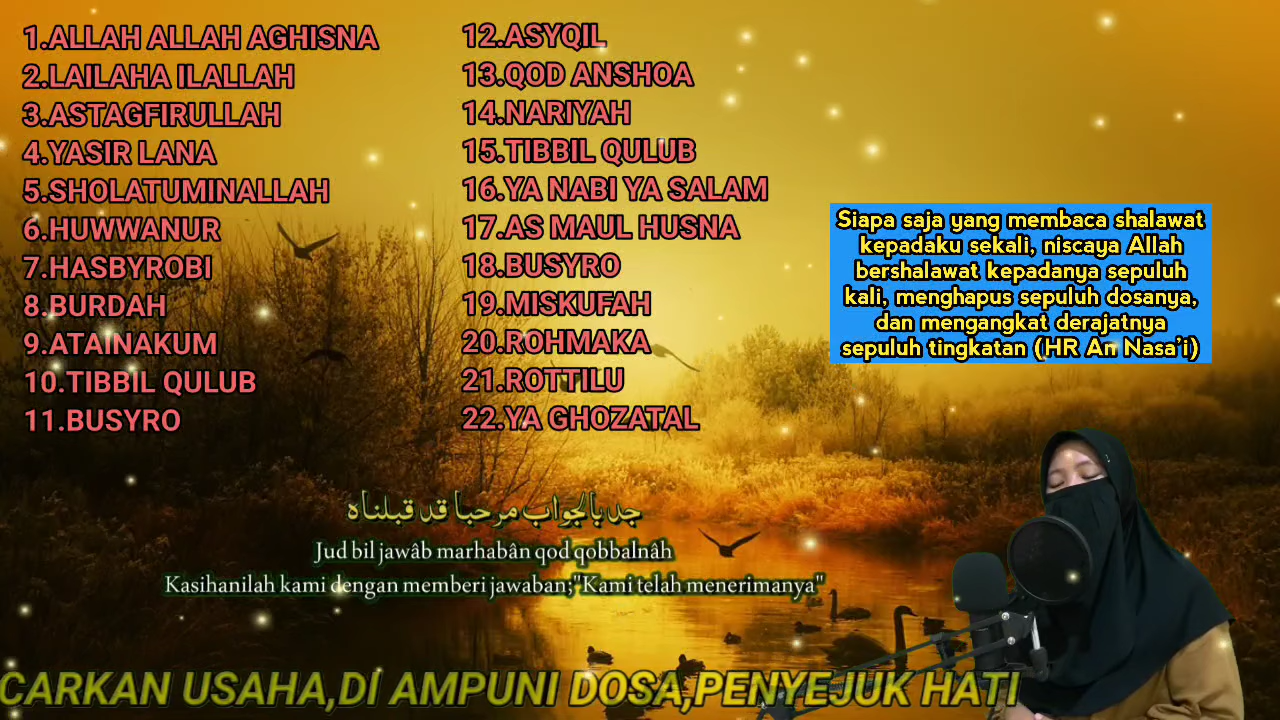 1.ALLAH ALLAH AGHISNA
2.LAILAHA ILALLAH
3.ASTAGFIRULLAH
4.YASIR LANA
5.SHOLATUMINALLAH
6.HUWWANUR
7.HASBYROBI
8.BURDAH
9.ATAINAKUM
10.TIBBIL QULUB
11.BUSYRO
12.ASYQIL
13.QOD ANSHOA
14.NARIYAH
15.TIBBIL QULUB
16.YA NABI YA SALAM
17.AS MAUL HUSNA
18.BUSYRO
19.MISKUFAH
20.ROHMAKA
21.ROTTILU
22.YA GHOZATAL
Siapa saja yang membaca shalawat
kepadaku sekali, niscaya Allah
bershalawat kepadanya sepuluh
kali, menghapus sepuluh dosanya,
dan mengangkat derajatnya
sepuluh tingkatan (HR An Nasa'i)
جد بالجواب مرحبا قد قبلناه
Jud bil jawâb marhabân qod qobbalnâh
Kasihanilah kami dengan memberi jawaban;"Kami telah menerimanya"
CARKAN USAHA,DI AMPUNI DOSA,PENYEJUK HATI